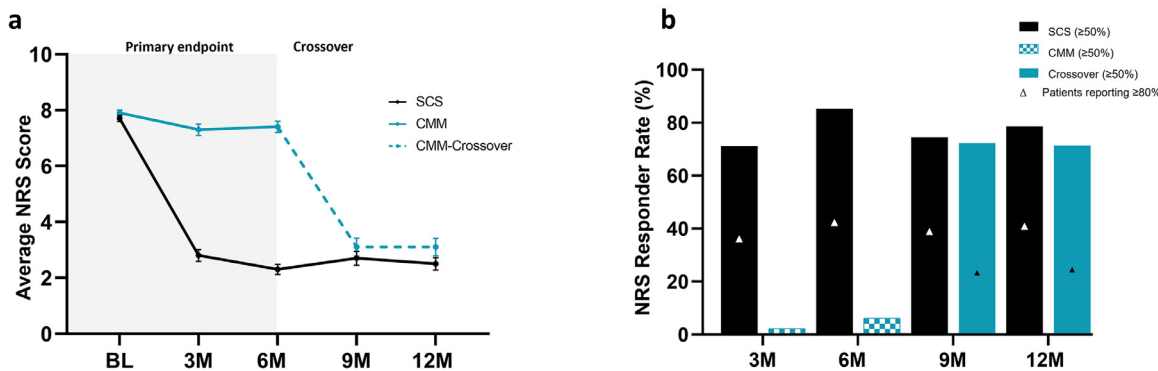 a
Primary endpoint Crossover
Average NRS Score
10
8
6
4
2
0
SCS
CMM
CMM-Crossover
BL 3M 6M 9M 12M
b
SCS (≥50%)
CMM (≥50%)
Crossover (≥50%)
Patients reporting ≥80%
NRS Responder Rate (%)
100
80
60
40
20
0
3M 6M 9M 12M